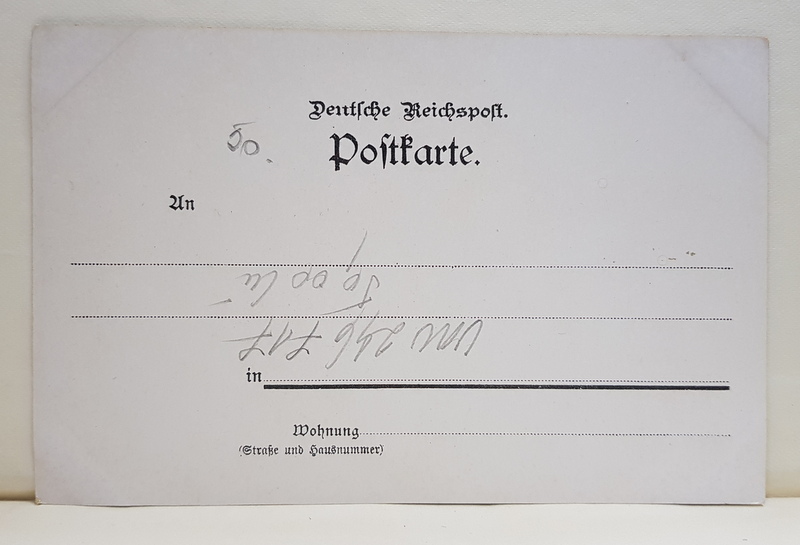 Deutsche Reichspost.
Postkarte.
50.
An
in
Wohnung
(Straße und Hausnummer)